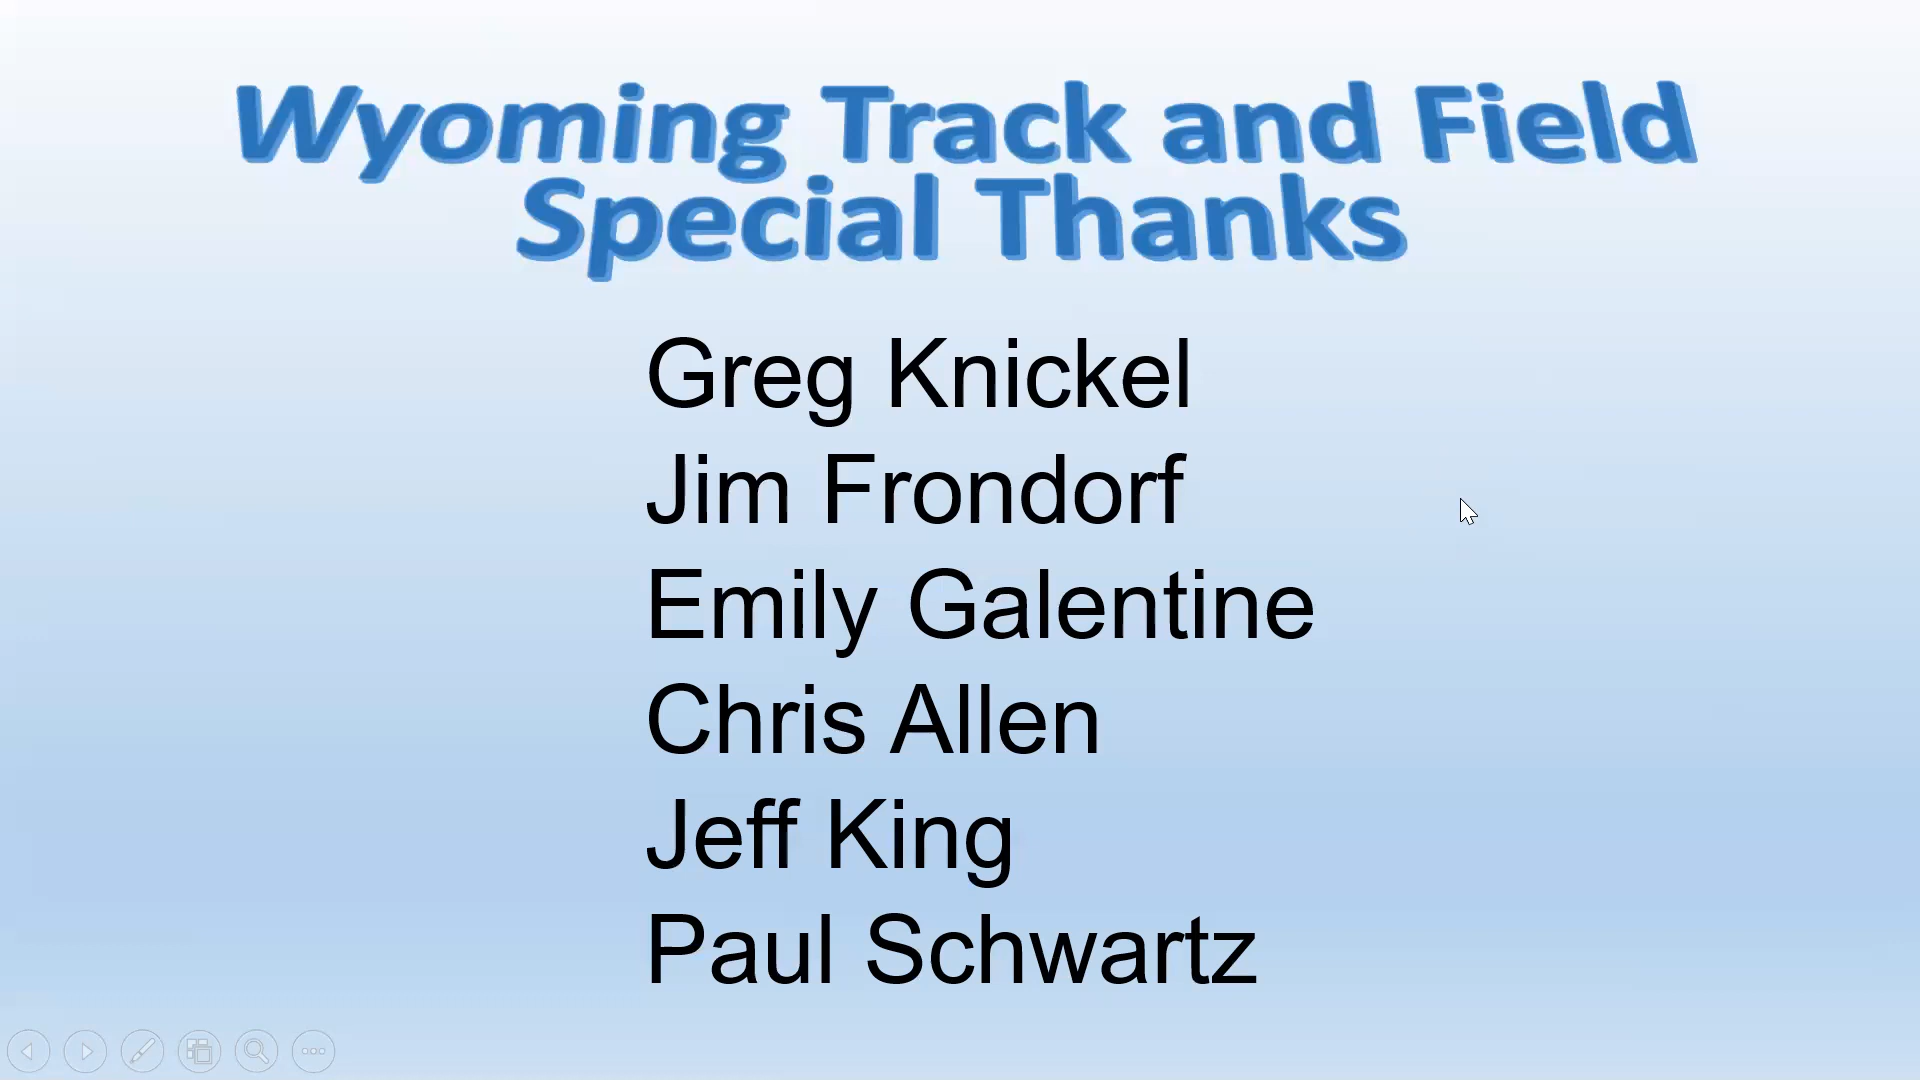 Wyoming Track and Field
Special Thanks
Greg Knickel
Jim Frondorf
Emily Galentine
Chris Allen
Jeff King
Paul Schwartz